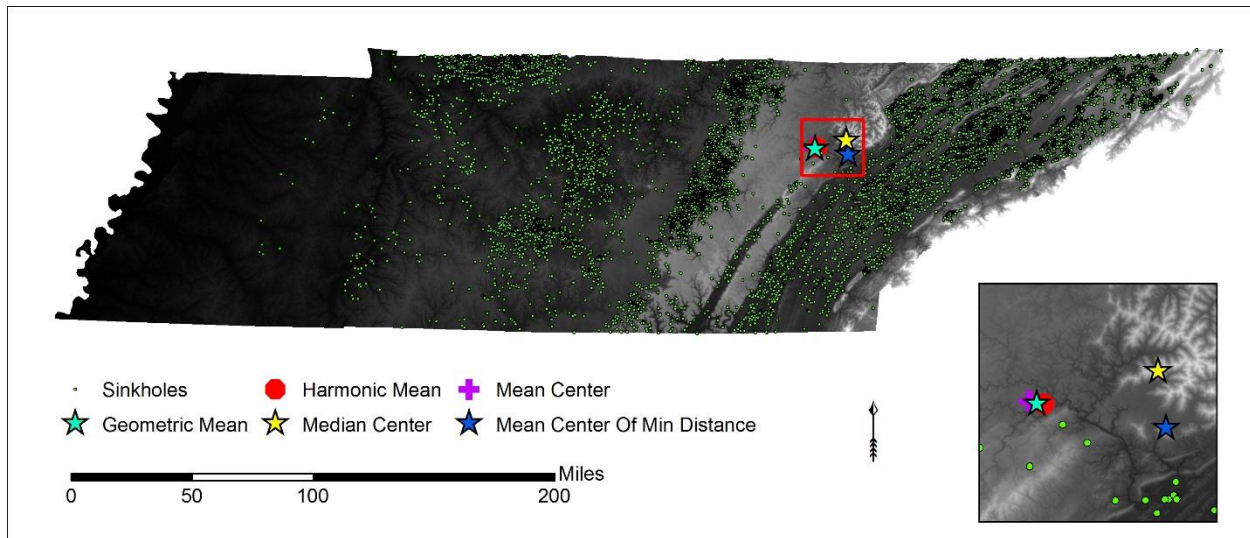 Sinkholes Harmonic Mean Mean Center
Geometric Mean Median Center Mean Center Of Min Distance
Miles
0 50 100 200